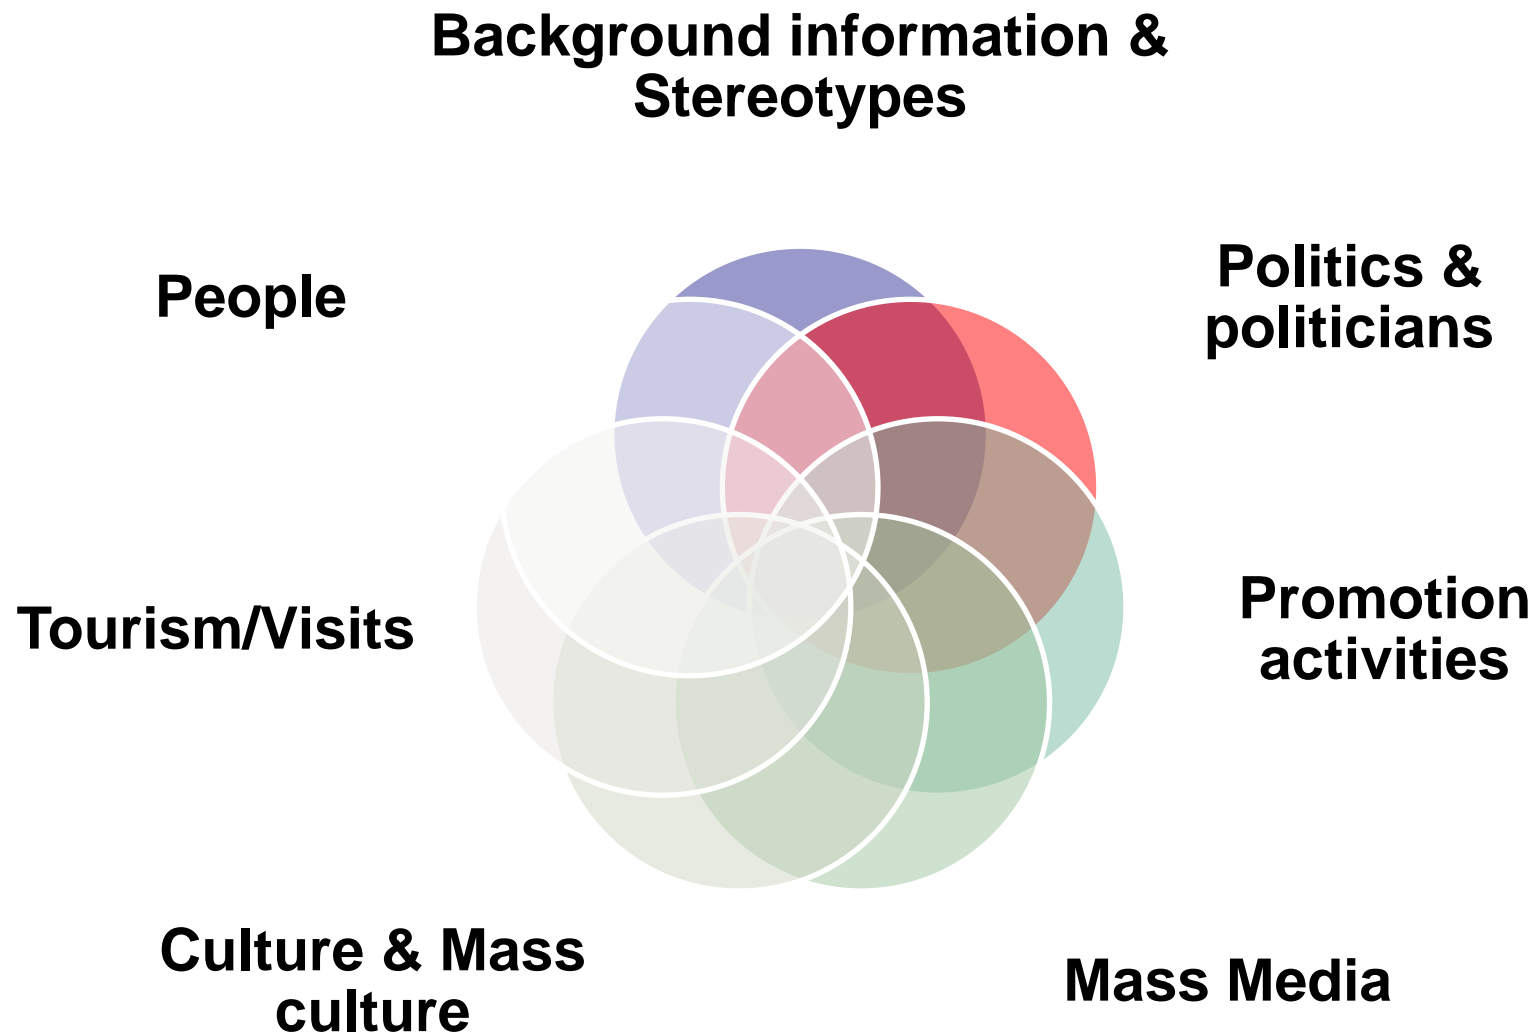 Background information &
Stereotypes
People
Politics &
politicians
Tourism/Visits
Promotion
activities
Culture & Mass
culture
Mass Media